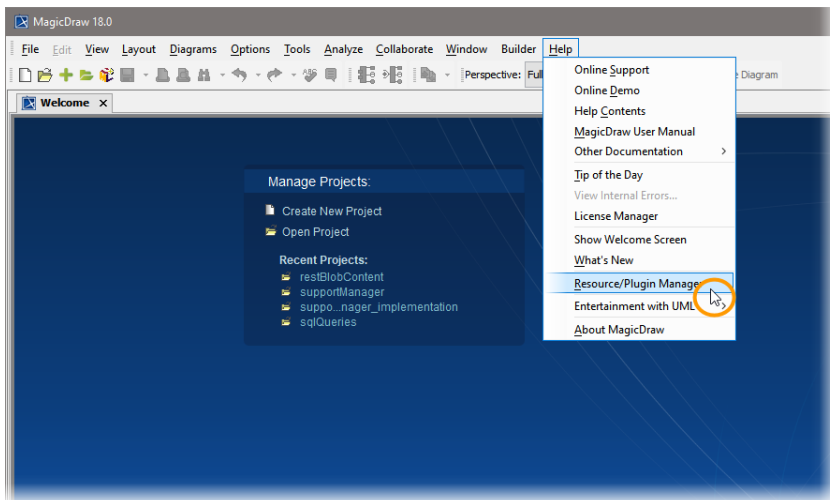 MagicDraw 18.0
File Edit View Layout Diagrams Options Tools Analyze Collaborate Window Builder Help
Perspective: Full
Diagram
Welcome x
Online Support
Online Demo
Help Contents
MagicDraw User Manual
Other Documentation
Tip of the Day
View Internal Errors...
License Manager
Show Welcome Screen
What's New
Resource/Plugin Manager
Entertainment with UML
About MagicDraw
Manage Projects:
Create New Project
Open Project
Recent Projects:
restBlobContent
supportManager
suppo...nager_implementation
sqlQueries